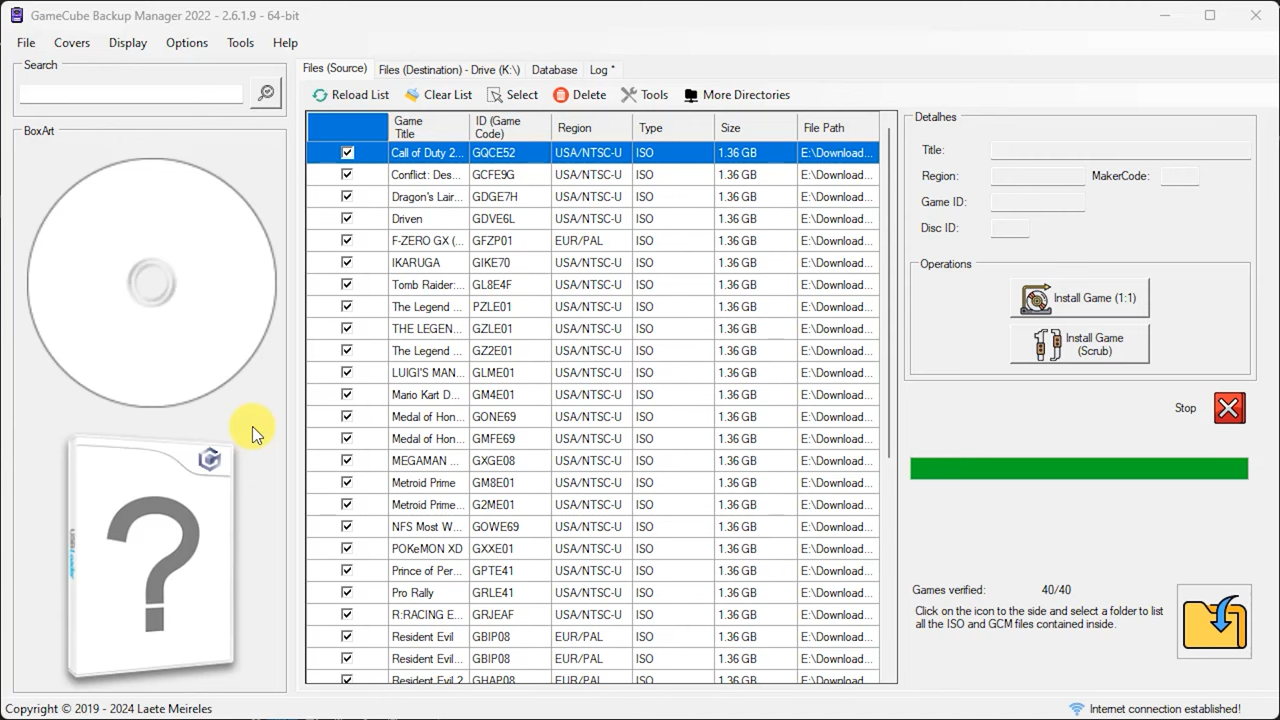 GameCube Backup Manager 2022 - 2.6.1.9 - 64-bit
File Covers Display Options Tools Help
Search
BoxArt
Files (Source) Files (Destination) - Drive (K:\) Database Log *
Reload List Clear List Select Delete Tools More Directories
Game Title ID (Game Code) Region Type Size File Path
Call of Duty 2... GQCE52 USA/NTSC-U ISO 1.36 GB E:\Download...
Conflict: Des... GCFE9G USA/NTSC-U ISO 1.36 GB E:\Download...
Dragon's Lair... GDGE7H USA/NTSC-U ISO 1.36 GB E:\Download...
Driven GDVE6L USA/NTSC-U ISO 1.36 GB E:\Download...
F-ZERO GX (... GFZP01 EUR/PAL ISO 1.36 GB E:\Download...
IKARUGA GIKE70 USA/NTSC-U ISO 1.36 GB E:\Download...
Tomb Raider:... GL8E4F USA/NTSC-U ISO 1.36 GB E:\Download...
The Legend ... PZLE01 USA/NTSC-U ISO 1.36 GB E:\Download...
THE LEGEN... GZLE01 USA/NTSC-U ISO 1.36 GB E:\Download...
The Legend ... GZ2E01 USA/NTSC-U ISO 1.36 GB E:\Download...
LUIGI'S MAN... GLME01 USA/NTSC-U ISO 1.36 GB E:\Download...
Mario Kart D... GM4E01 USA/NTSC-U ISO 1.36 GB E:\Download...
Medal of Hon... GONE69 USA/NTSC-U ISO 1.36 GB E:\Download...
Medal of Hon... GMFE69 USA/NTSC-U ISO 1.36 GB E:\Download...
MEGAMAN ... GXGE08 USA/NTSC-U ISO 1.36 GB E:\Download...
Metroid Prime GM8E01 USA/NTSC-U ISO 1.36 GB E:\Download...
Metroid Prime... G2ME01 USA/NTSC-U ISO 1.36 GB E:\Download...
NFS Most W... GOWE69 USA/NTSC-U ISO 1.36 GB E:\Download...
POKeMON XD GXXE01 USA/NTSC-U ISO 1.36 GB E:\Download...
Prince of Per... GPTE41 USA/NTSC-U ISO 1.36 GB E:\Download...
Pro Rally GRLE41 USA/NTSC-U ISO 1.36 GB E:\Download...
R:RACING E... GRJEAF USA/NTSC-U ISO 1.36 GB E:\Download...
Resident Evil GBIP08 EUR/PAL ISO 1.36 GB E:\Download...
Resident Evil... GBIP08 EUR/PAL ISO 1.36 GB E:\Download...
Resident Evil 2 GHAP08 EUR/PAL ISO 1.36 GB E:\Download...
Detalhes
Title:
Region: MakerCode:
Game ID:
Disc ID:
Operations
Install Game (1:1)
Install Game
(Scrub)
Stop
Games verified: 40/40
Click on the icon to the side and select a folder to list
all the ISO and GCM files contained inside.
?
Copyright © 2019 - 2024 Laete Meireles
Internet connection established!